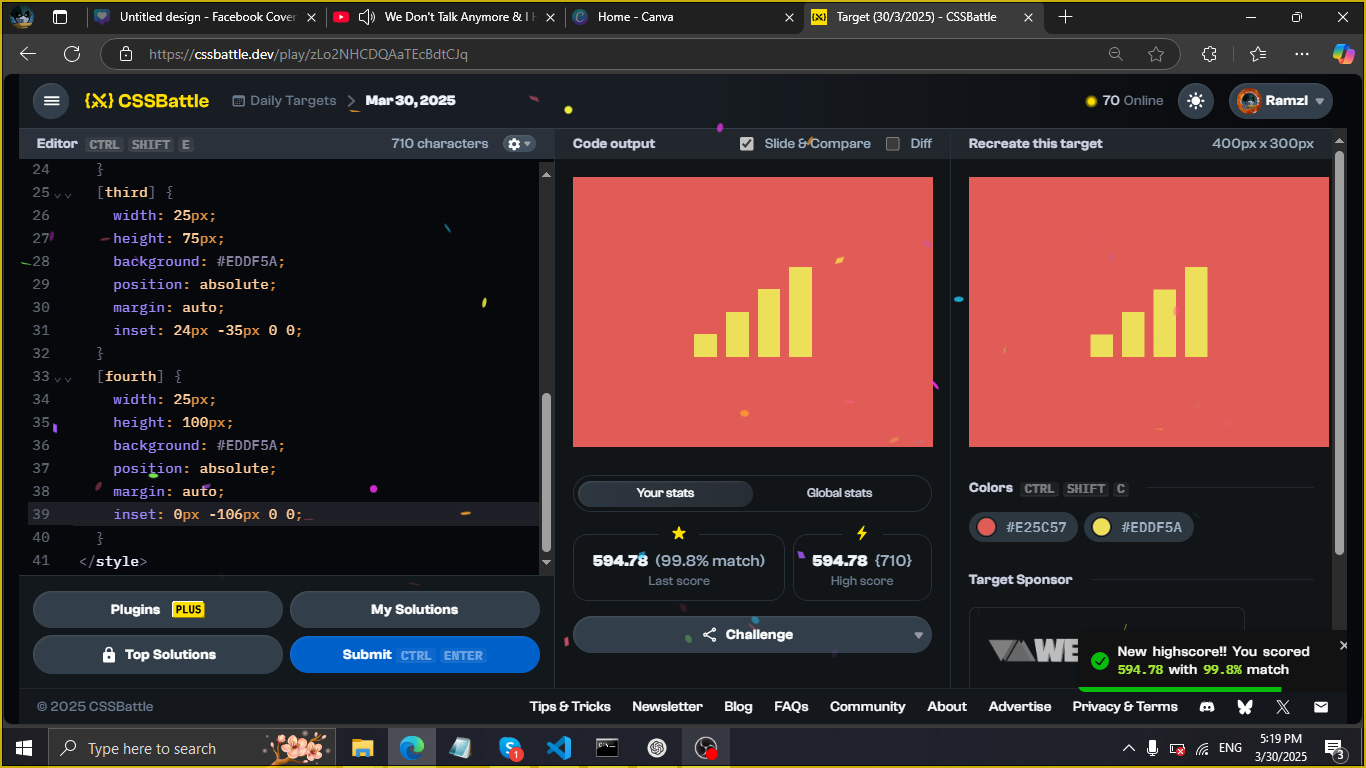 Untitled design - Facebook Cover
We Don't Talk Anymore & I H
Home - Canva
Target (30/3/2025) - CSSBattle
https://cssbattle.dev/play/zLo2NHCDQAaTEcBdtCJq
CSSBattle
Daily Targets
Mar 30, 2025
70 Online
Ramzl
Editor CTRL SHIFT E
710 characters
Code output
Slide & Compare
Diff
Recreate this target
400px x 300px
24 }
25 [third] {
26 width: 25px;
27 height: 75px;
28 background: #EDDF5A;
29 position: absolute;
30 margin: auto;
31 inset: 24px -35px 0 0;
32 }
33 [fourth] {
34 width: 25px;
35 height: 100px;
36 background: #EDDF5A;
37 position: absolute;
38 margin: auto;
39 inset: 0px -106px 0 0;
40 }
41 </style>
Plugins PLUS
My Solutions
Top Solutions
Submit CTRL ENTER
Your stats
Global stats
594.78 (99.8% match)
Last score
594.78 {710}
High score
Challenge
Colors CTRL SHIFT C
#E25C57
#EDDF5A
Target Sponsor
WE
New highscore!! You scored
594.78 with 99.8% match
© 2025 CSSBattle
Tips & Tricks
Newsletter
Blog
FAQs
Community
About
Advertise
Privacy & Terms
Type here to search
1
ENG
5:19 PM
3/30/2025
3